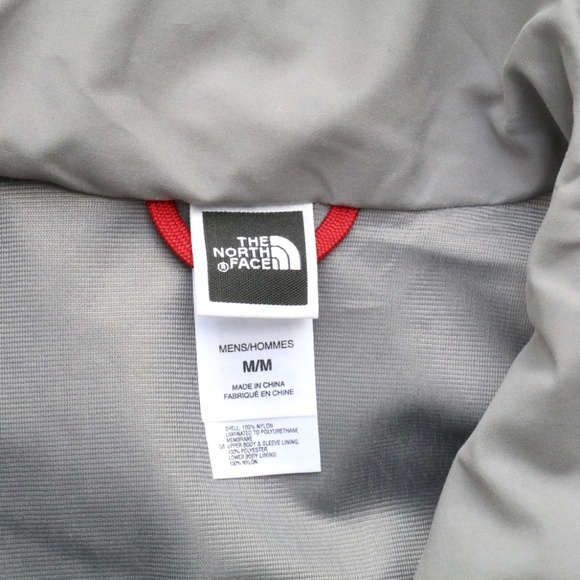 THE
NORTH
® FACE
MENS/HOMMES
M/M
MADE IN CHINA
FABRIQUÉ EN CHINE
SHELL: 100% NYLON
LAMINATED TO POLYURETHANE
MEMBRANE
GB UPPER BODY & SLEEVE LINING:
100% POLYESTER
LOWER BODY LINING:
100% NYLON